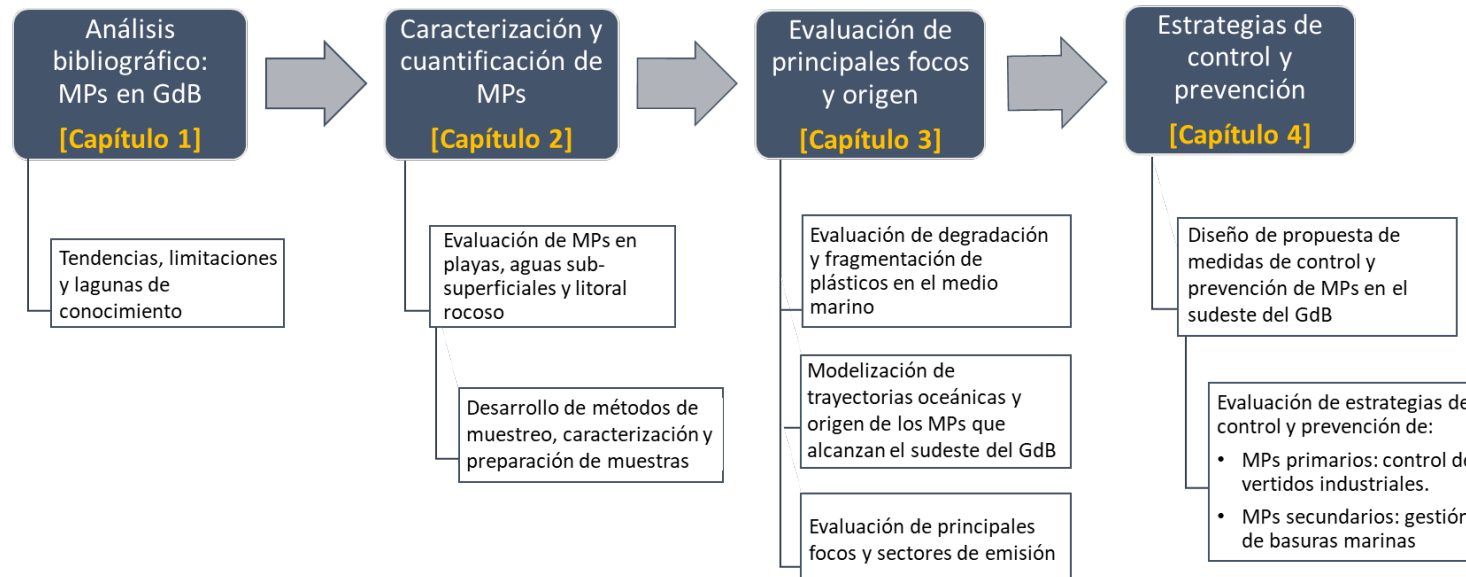 Análisis
bibliográfico:
MPs en GdB
[Capítulo 1]
Tendencias, limitaciones
y lagunas de
conocimiento
Caracterización y
cuantificación de
MPs
[Capítulo 2]
Evaluación de MPs en
playas, aguas sub-
superficiales y litoral
rocoso
Desarrollo de métodos de
muestreo, caracterización y
preparación de muestras
Evaluación de
principales focos
y origen
[Capítulo 3]
Evaluación de degradación
y fragmentación de
plásticos en el medio
marino
Modelización de
trayectorias oceánicas y
origen de los MPs que
alcanzan el sudeste del GdB
Evaluación de principales
focos y sectores de emisión
Estrategias de
control y
prevención
[Capítulo 4]
Diseño de propuesta de
medidas de control y
prevención de MPs en el
sudeste del GdB
Evaluación de estrategias de
control y prevención de:
• MPs primarios: control de
vertidos industriales.
• MPs secundarios: gestión
de basuras marinas